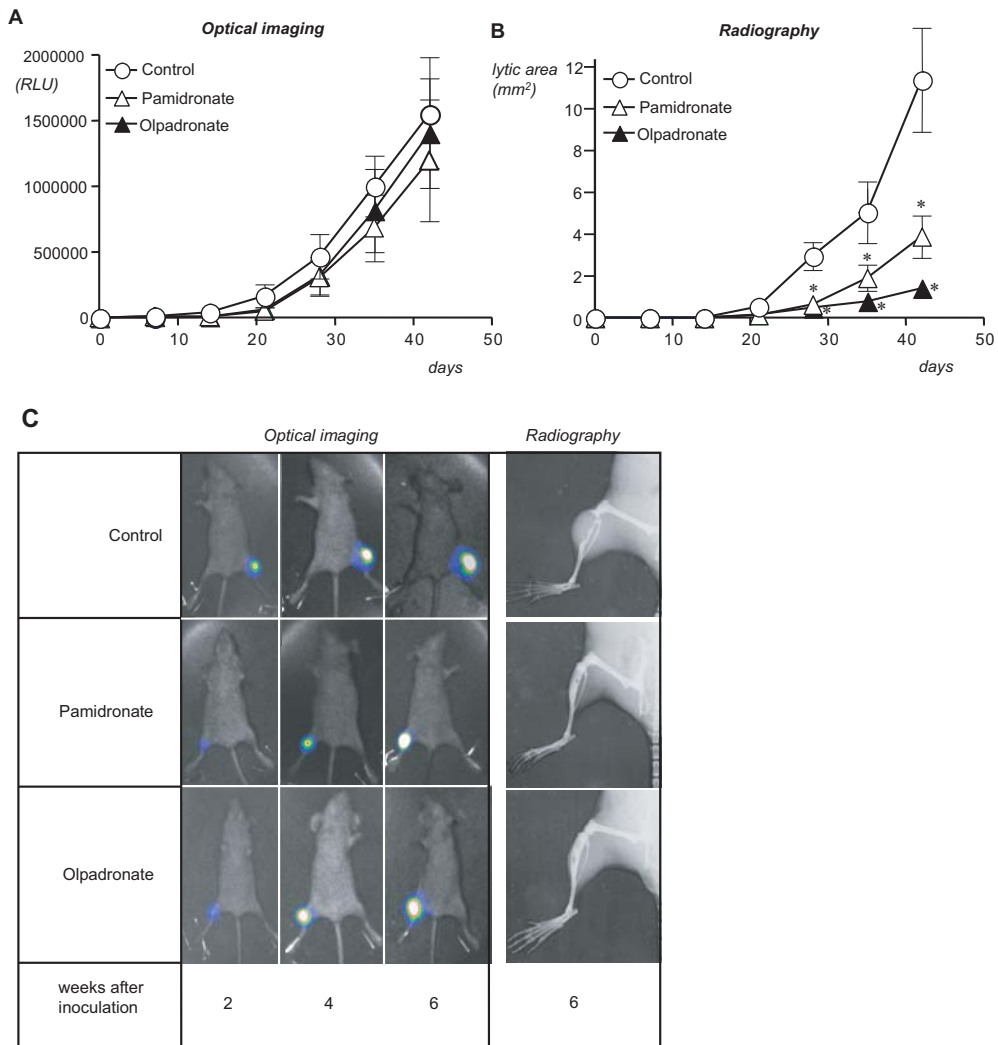 A
Optical imaging
2000000
(RLU)
1500000
1000000
500000
0
Control
Pamidronate
Olpadronate
0 10 20 30 40 50
days
B
Radiography
lytic area
(mm²)
12
10
8
6
4
2
0
Control
Pamidronate
Olpadronate
*
*
*
* * *
0 10 20 30 40 50
days
C
Optical imaging Radiography
Control
Pamidronate
Olpadronate
weeks after
inoculation
2 4 6 6